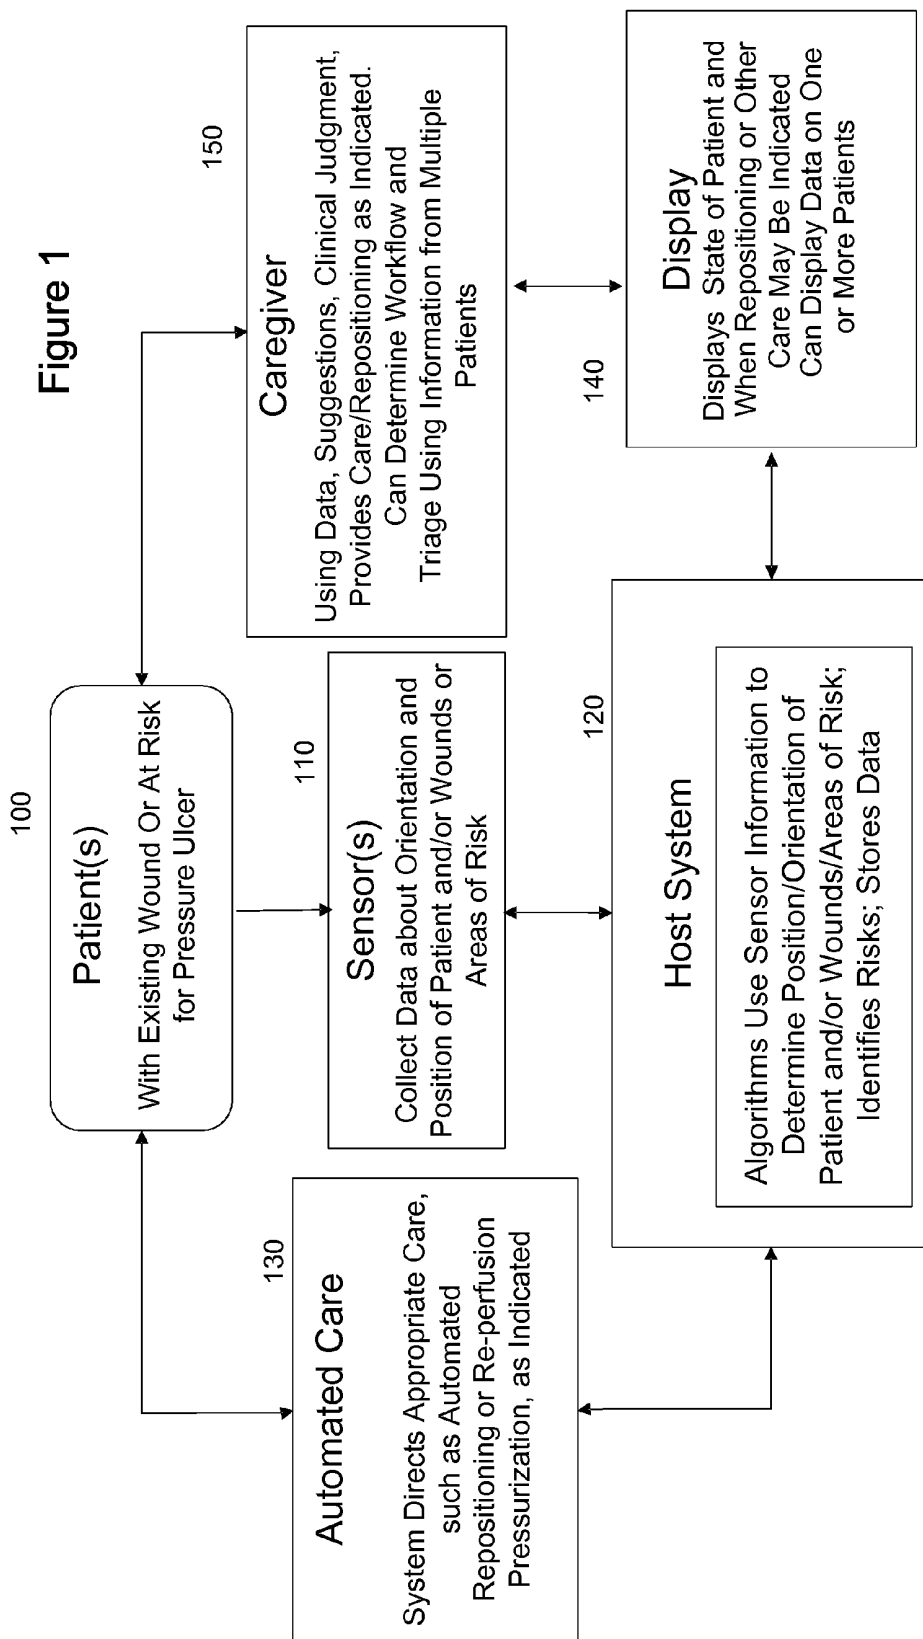 Figure 1
100
Patient(s)
With Existing Wound Or At Risk
for Pressure Ulcer
130
Automated Care
System Directs Appropriate Care,
such as Automated
Repositioning or Re-perfusion
Pressurization, as Indicated
110
Sensor(s)
Collect Data about Orientation and
Position of Patient and/or Wounds or
Areas of Risk
150
Caregiver
Using Data, Suggestions, Clinical Judgment,
Provides Care/Repositioning as Indicated.
Can Determine Workflow and
Triage Using Information from Multiple
Patients
120
Host System
Algorithms Use Sensor Information to
Determine Position/Orientation of
Patient and/or Wounds/Areas of Risk;
Identifies Risks; Stores Data
140
Display
Displays State of Patient and
When Repositioning or Other
Care May Be Indicated
Can Display Data on One
or More Patients